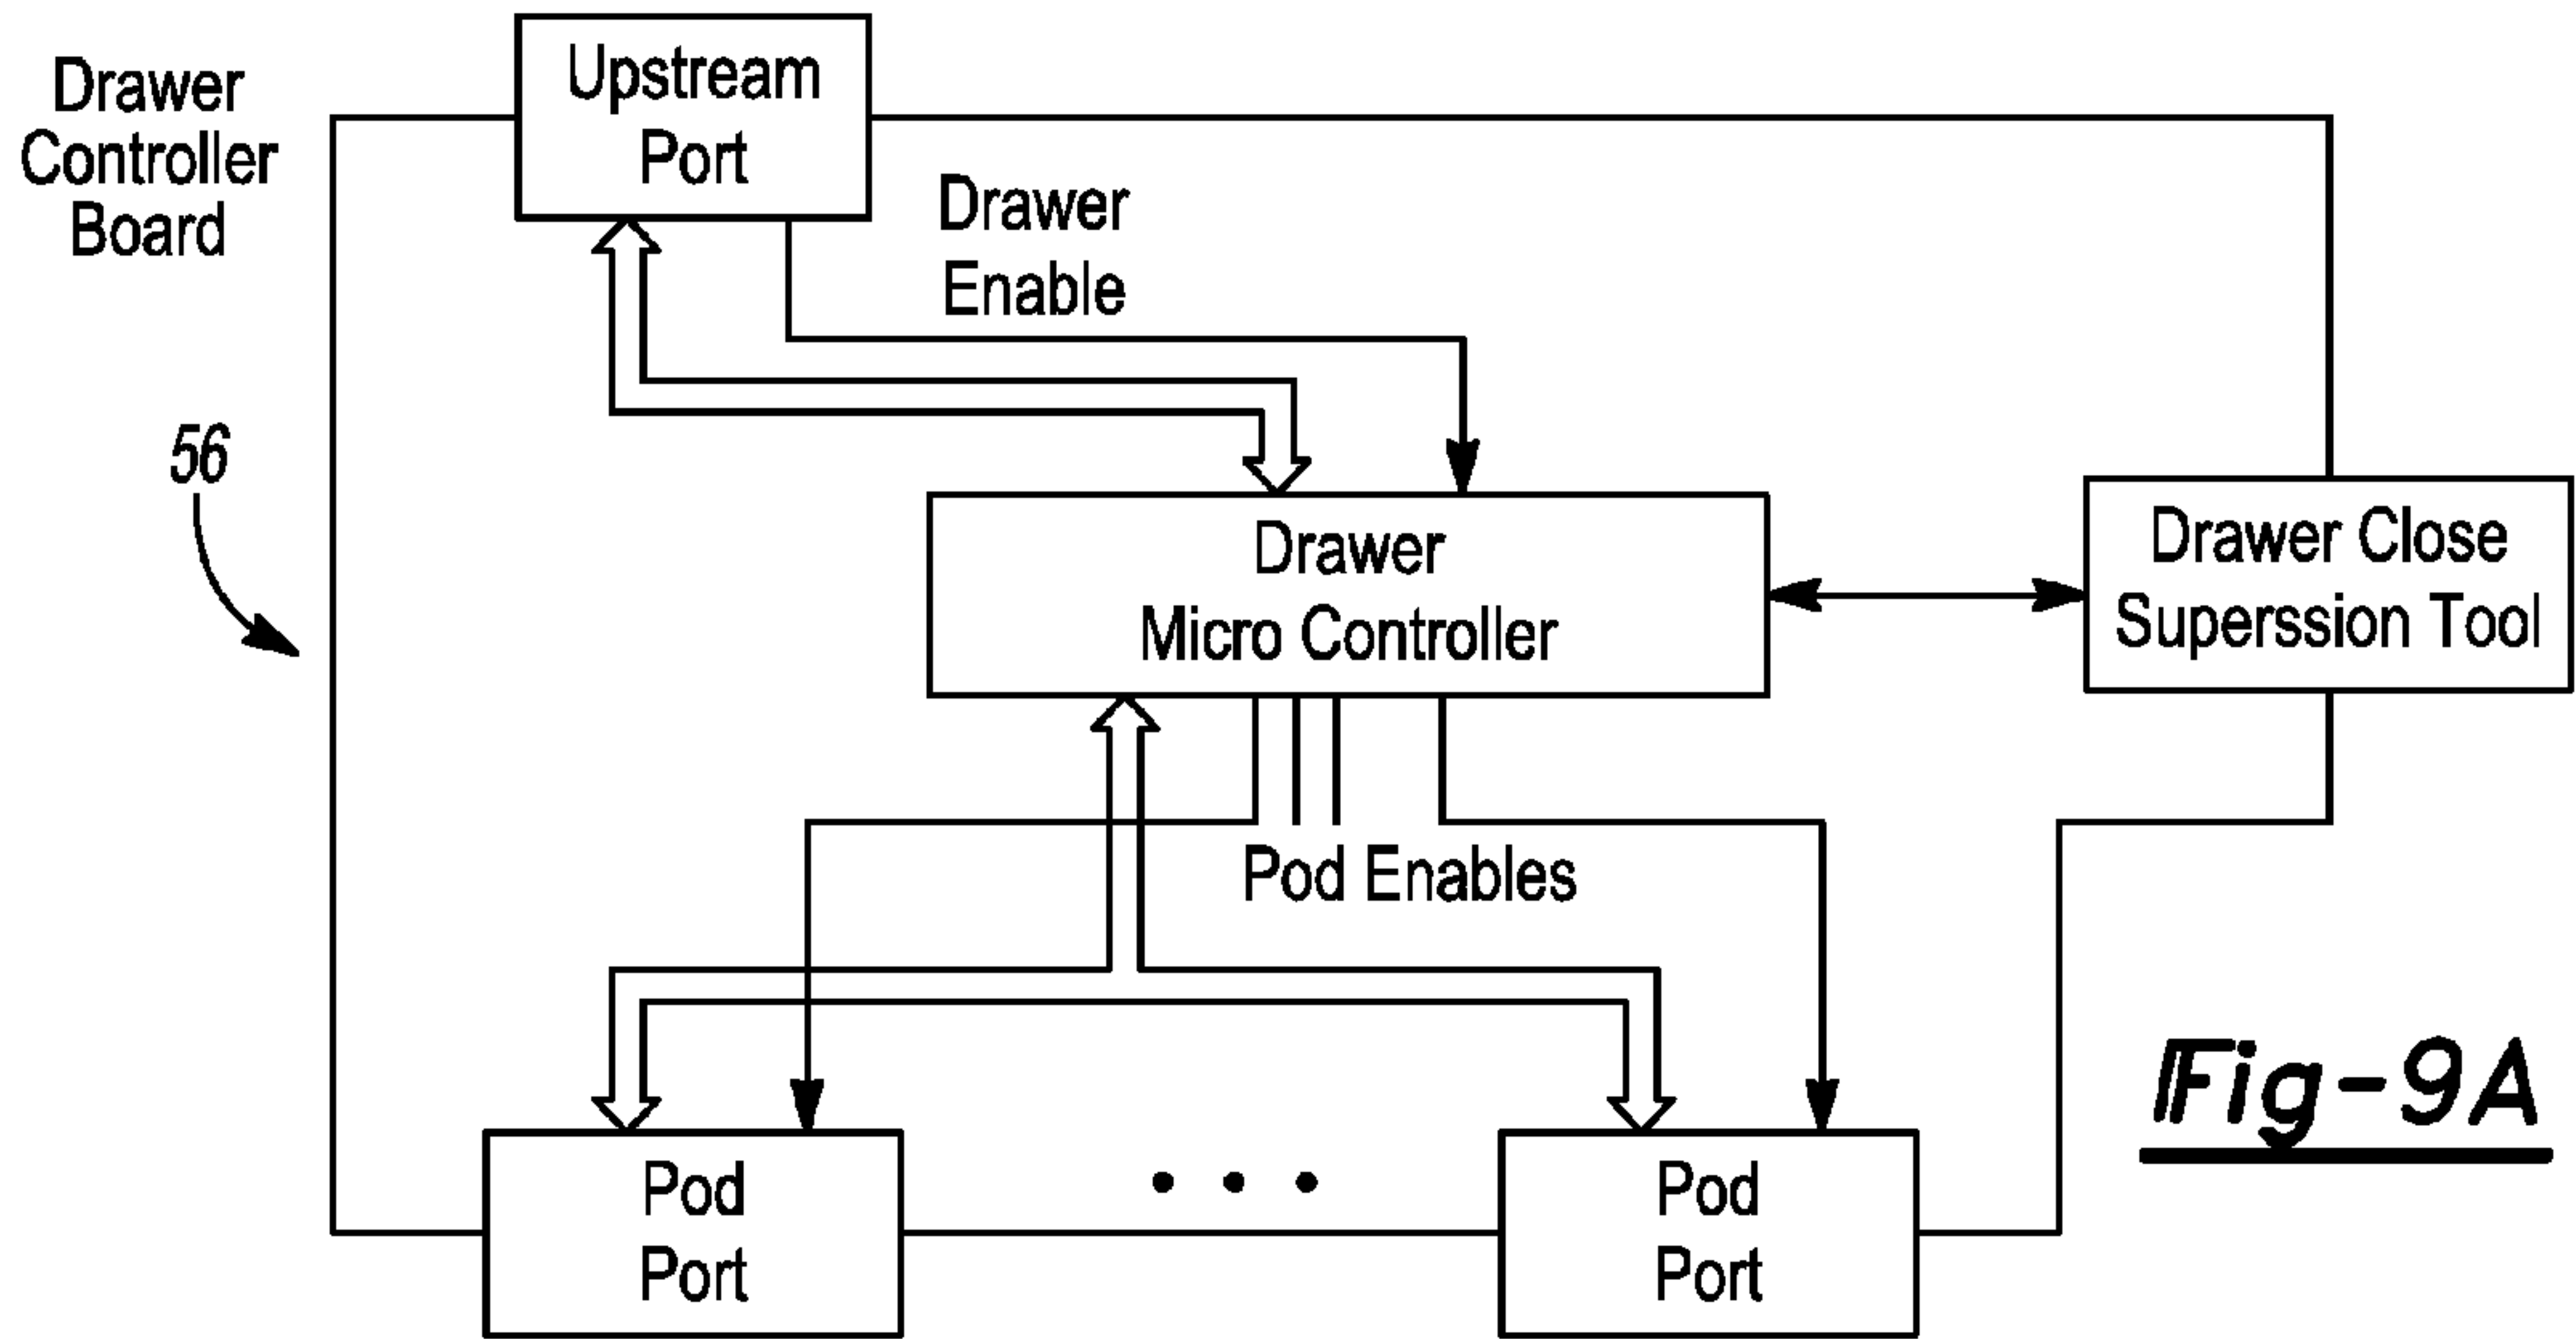 Drawer
Controller
Board
Upstream
Port
Drawer
Enable
56
Drawer
Micro Controller
Drawer Close
Superssion Tool
Pod Enables
Pod
Port
• • •
Pod
Port
Fig-9A